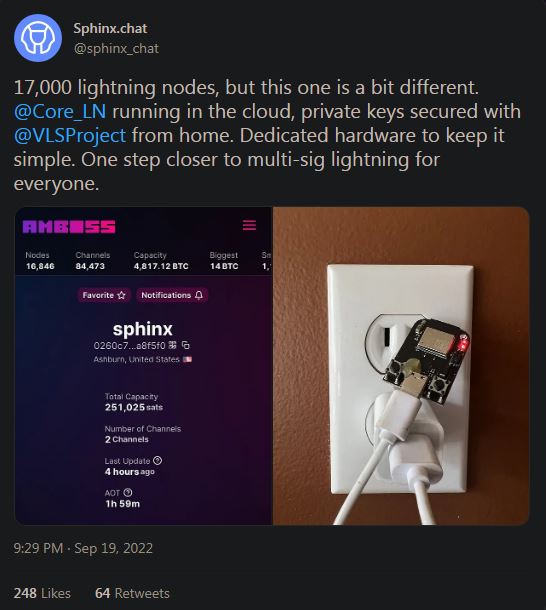 Sphinx.chat
@sphinx_chat
17,000 lightning nodes, but this one is a bit different.
@Core_LN running in the cloud, private keys secured with
@VLSProject from home. Dedicated hardware to keep it
simple. One step closer to multi-sig lightning for
everyone.
AMBOSS
Nodes Channels Capacity Biggest Sm
16,846 84,473 4,817.12 BTC 14 BTC 1,
Favorite Notifications
sphinx
0260c7...a8f5f0
Ashburn, United States
Total Capacity
251,025 sats
Number of Channels
2 Channels
Last Update
4 hours ago
AOT
1h 59m
9:29 PM · Sep 19, 2022
248 Likes 64 Retweets